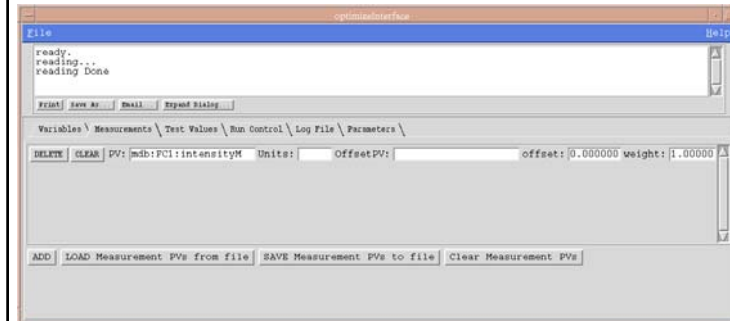 optimizeInterface
File Help
ready.
reading...
reading Done
Print Save As... Email... Expand Dialog...
Variables Measurements Test Values Run Control Log File Parameters
DELETE CLEAR PV: mdb:FC1:intensityM Units: OffsetPV: offset: 0.000000 weight: 1.00000
ADD LOAD Measurement PVs from file SAVE Measurement PVs to file Clear Measurement PVs